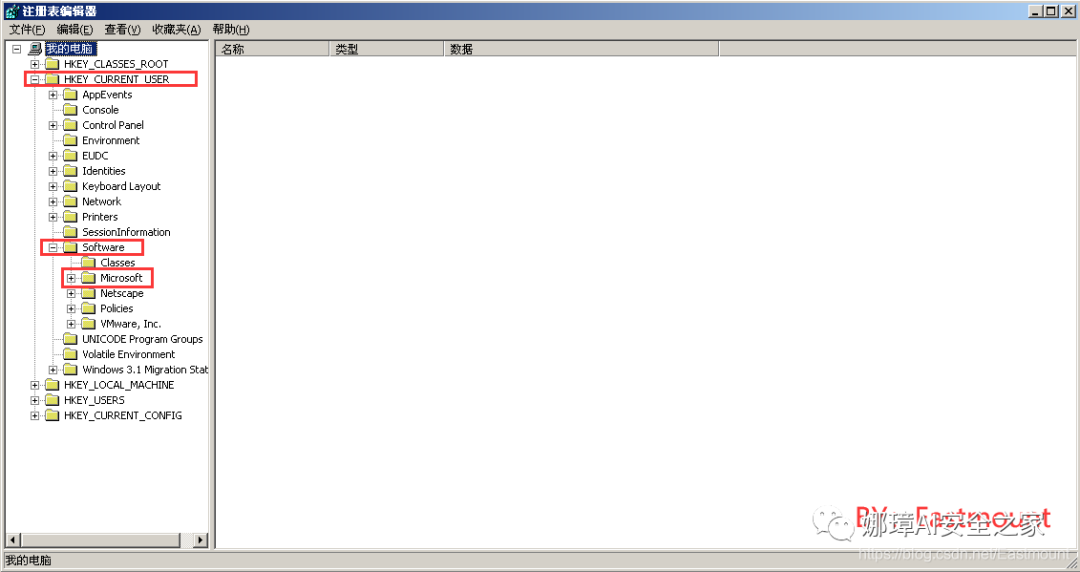 注册表编辑器
文件(F) 编辑(E) 查看(V) 收藏夹(A) 帮助(H)
我的电脑
HKEY_CLASSES_ROOT
HKEY_CURRENT_USER
AppEvents
Console
Control Panel
Environment
EUDC
Identities
Keyboard Layout
Network
Printers
SessionInformation
Software
Classes
Microsoft
Netscape
Policies
VMware, Inc.
UNICODE Program Groups
Volatile Environment
Windows 3.1 Migration Stat
HKEY_LOCAL_MACHINE
HKEY_USERS
HKEY_CURRENT_CONFIG
名称 类型 数据
BY：Eastmount
娜璋AI安全之家
https://blog.csdn.net/Eastmount
我的电脑